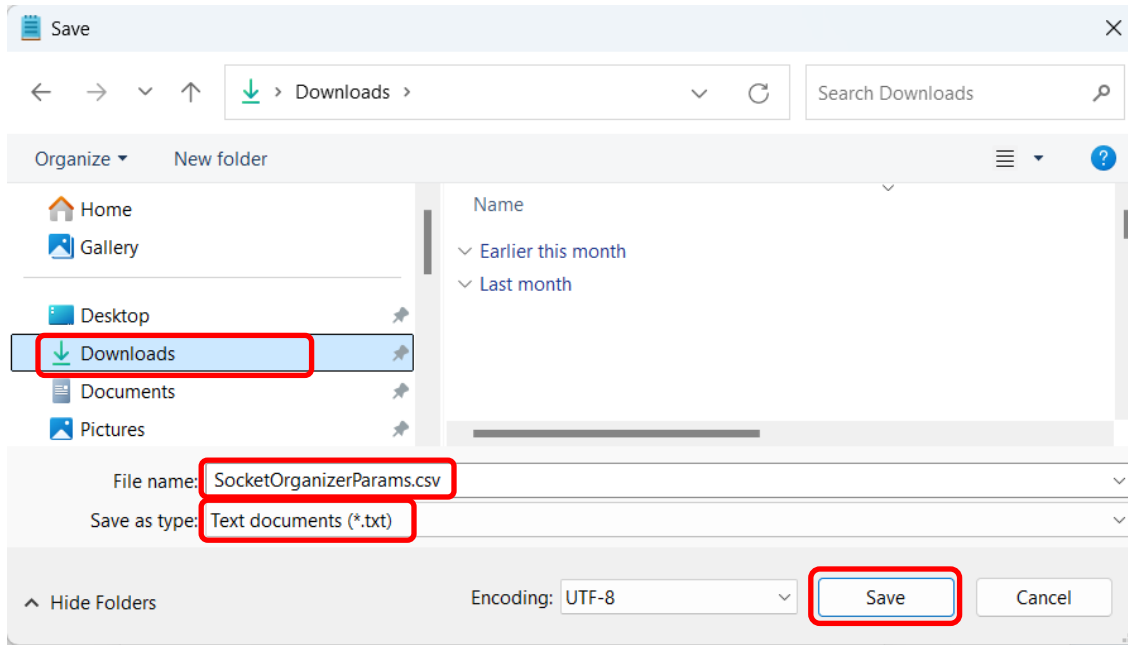 Save
Downloads
Search Downloads
Organize
New folder
Home
Gallery
Desktop
Downloads
Documents
Pictures
Name
Earlier this month
Last month
File name: SocketOrganizerParams.csv
Save as type: Text documents (*.txt)
Hide Folders
Encoding: UTF-8
Save
Cancel